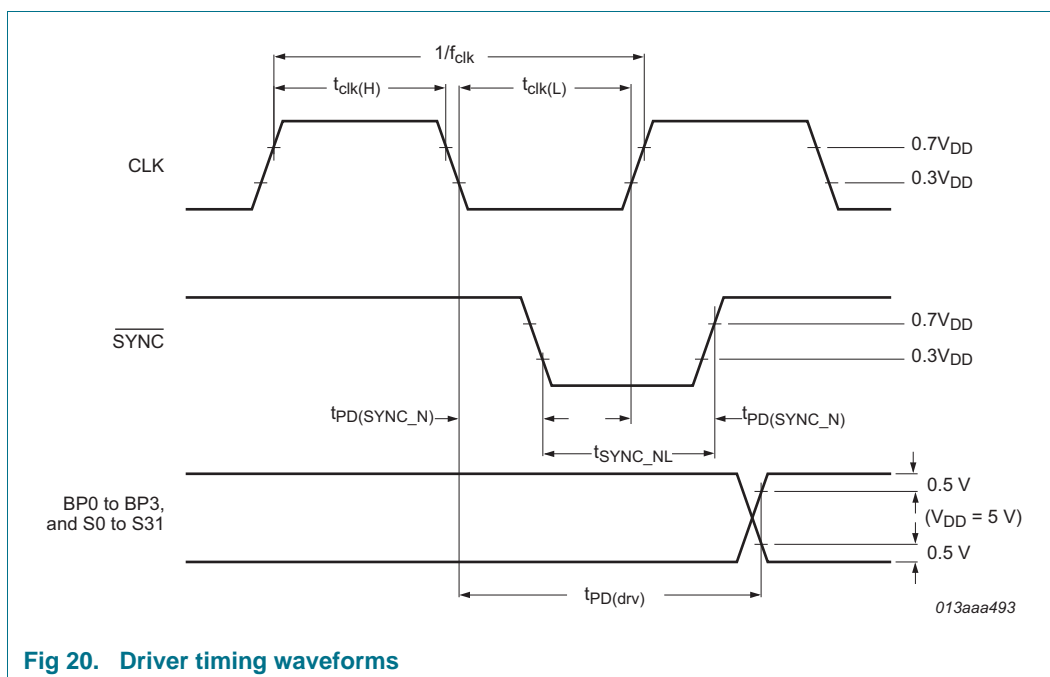 1/fclk
tclk(H)
tclk(L)
CLK
0.7VDD
0.3VDD
SYNC
0.7VDD
0.3VDD
tPD(SYNC_N)
tPD(SYNC_N)
tSYNC_NL
BP0 to BP3,
and S0 to S31
0.5 V
(VDD = 5 V)
0.5 V
tPD(drv)
013aaa493
Fig 20. Driver timing waveforms